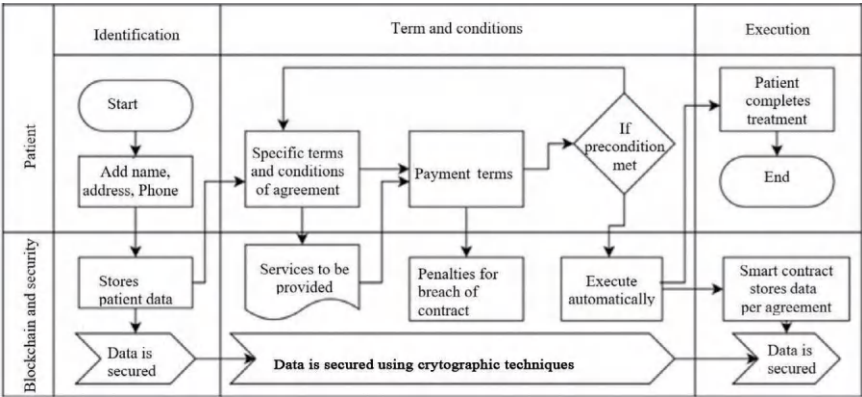 Identification
Term and conditions
Execution
Patient
Start
Add name,
address, Phone
Specific terms
and conditions
of agreement
Payment terms
If
precondition
met
Patient
completes
treatment
End
Blockchain and security
Stores
patient data
Services to be
provided
Penalties for
breach of
contract
Execute
automatically
Smart contract
stores data
per agreement
Data is
secured
Data is secured using crytographic techniques
Data is
secured